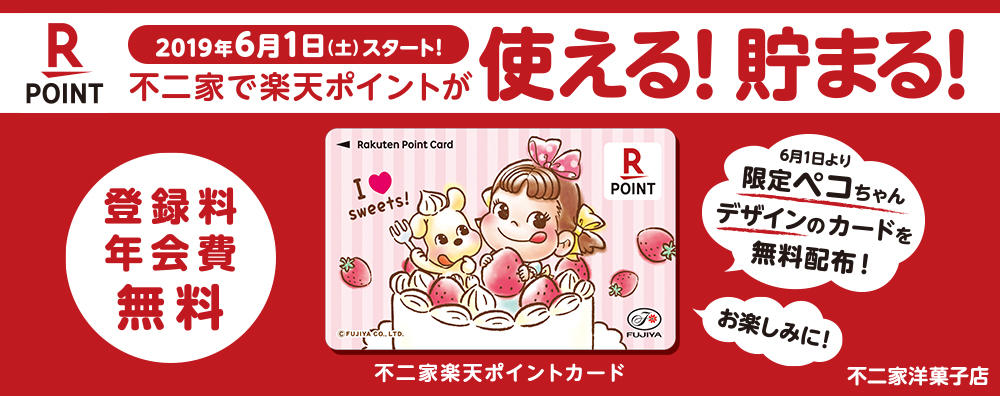 R
POINT
2019年6月1日(土)スタート!
不二家で楽天ポイントが
使える!貯まる!
登録料
年会費
無料
Rakuten Point Card
I
sweets!
R
POINT
©FUJIYA CO., LTD.
F
FUJIYA
不二家楽天ポイントカード
6月1日より
限定ペコちゃん
デザインのカードを
無料配布!
お楽しみに!
不二家洋菓子店